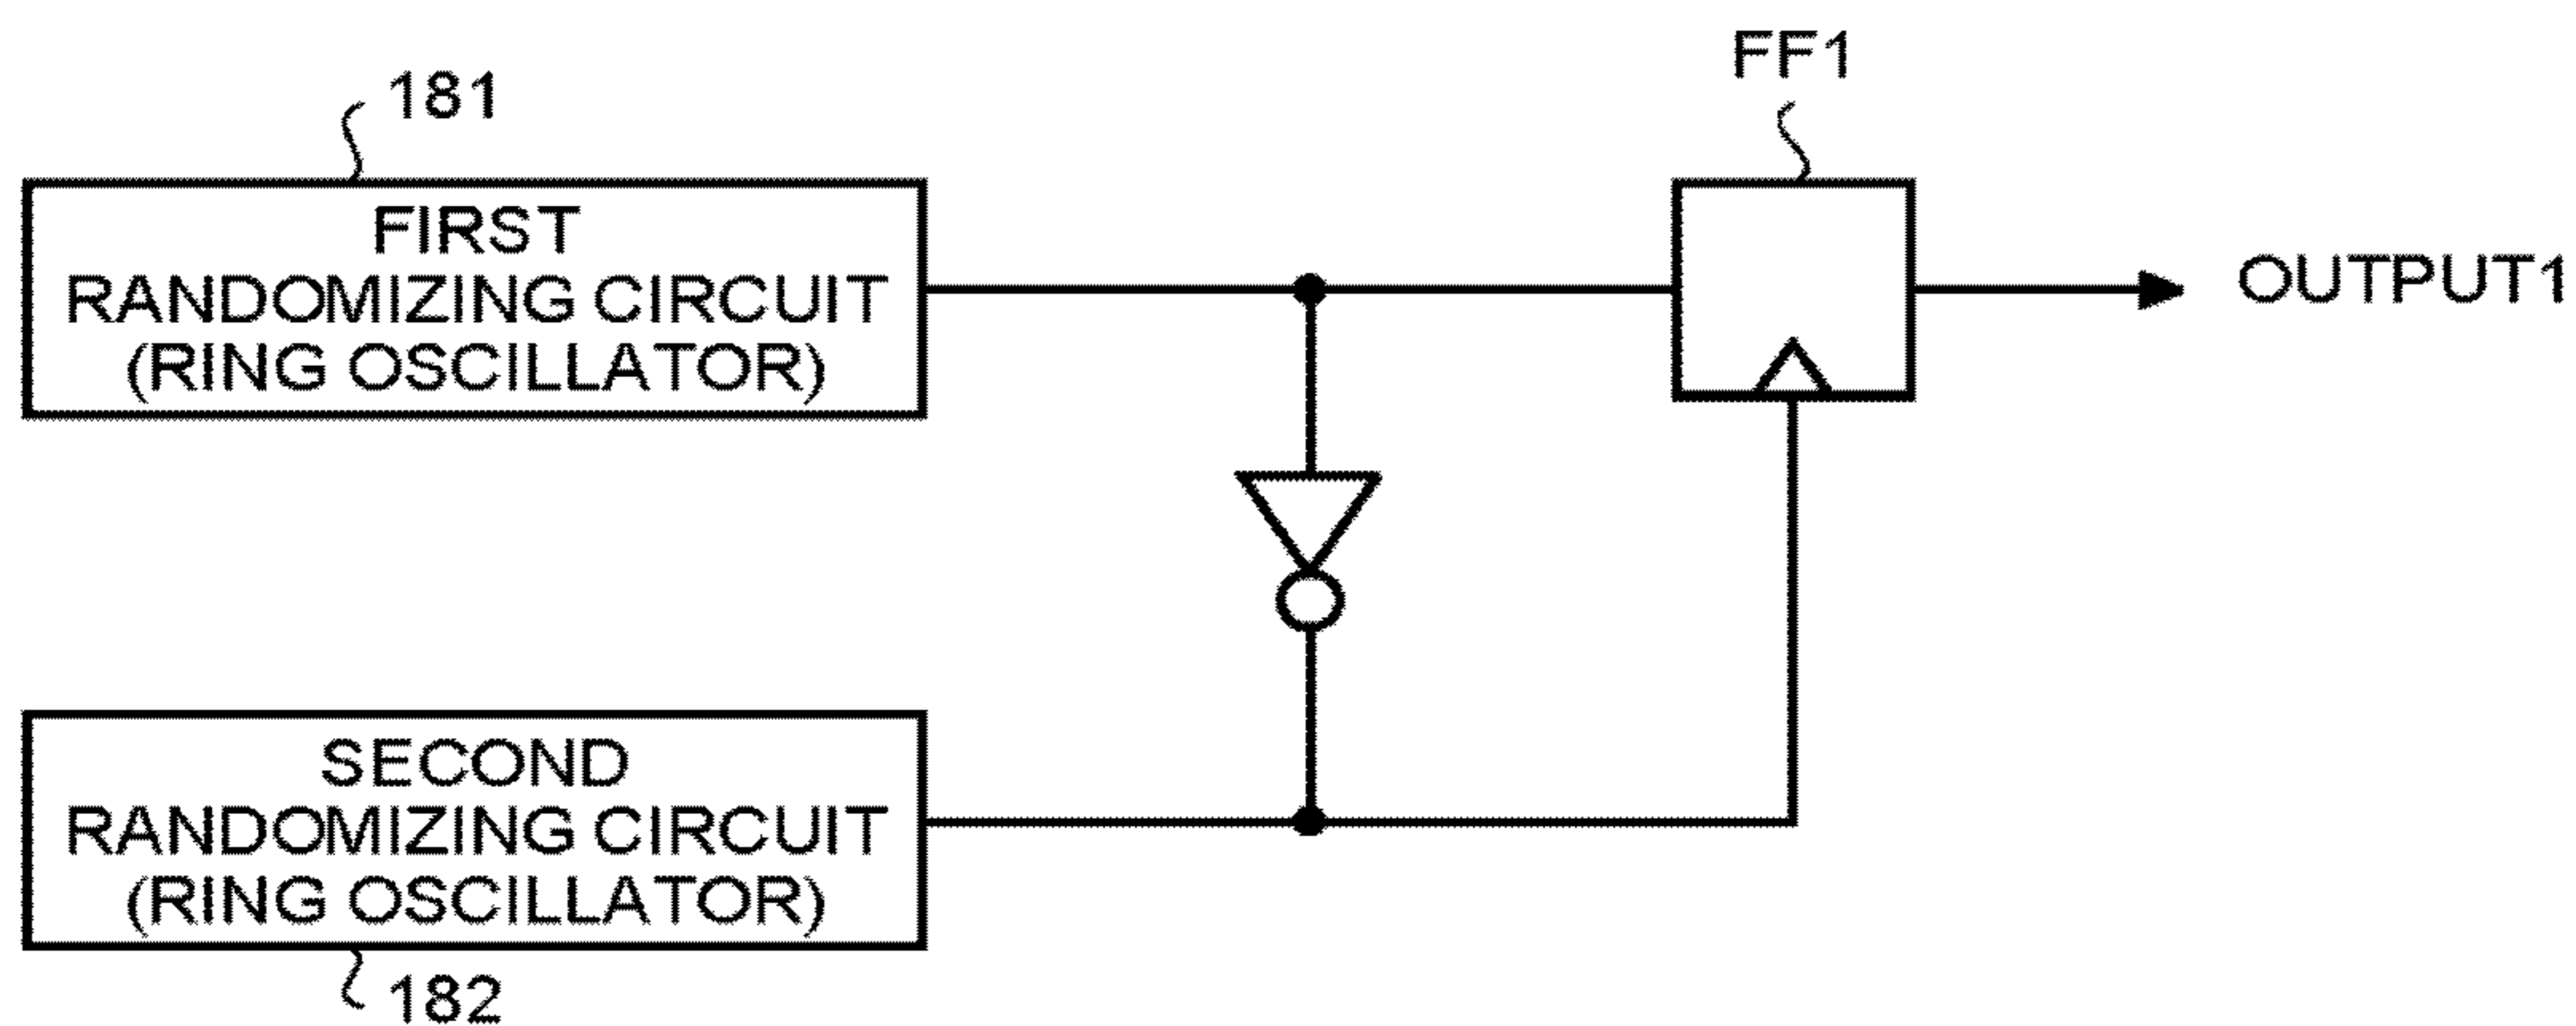 FF1
181
FIRST
RANDOMIZING CIRCUIT
(RING OSCILLATOR)
OUTPUT1
SECOND
RANDOMIZING CIRCUIT
(RING OSCILLATOR)
182